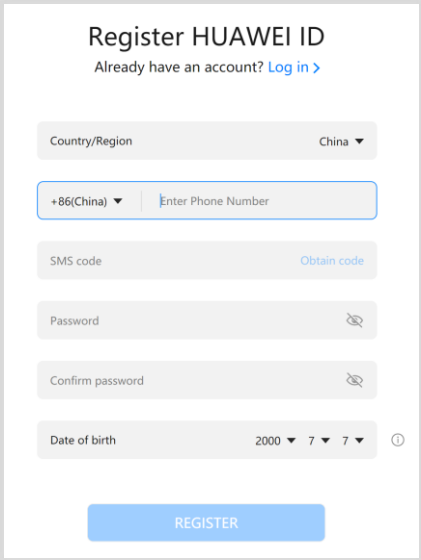 Register HUAWEI ID
Already have an account? Log in >
Country/Region China
+86(China) Enter Phone Number
SMS code Obtain code
Password
Confirm password
Date of birth 2000 7 7
REGISTER